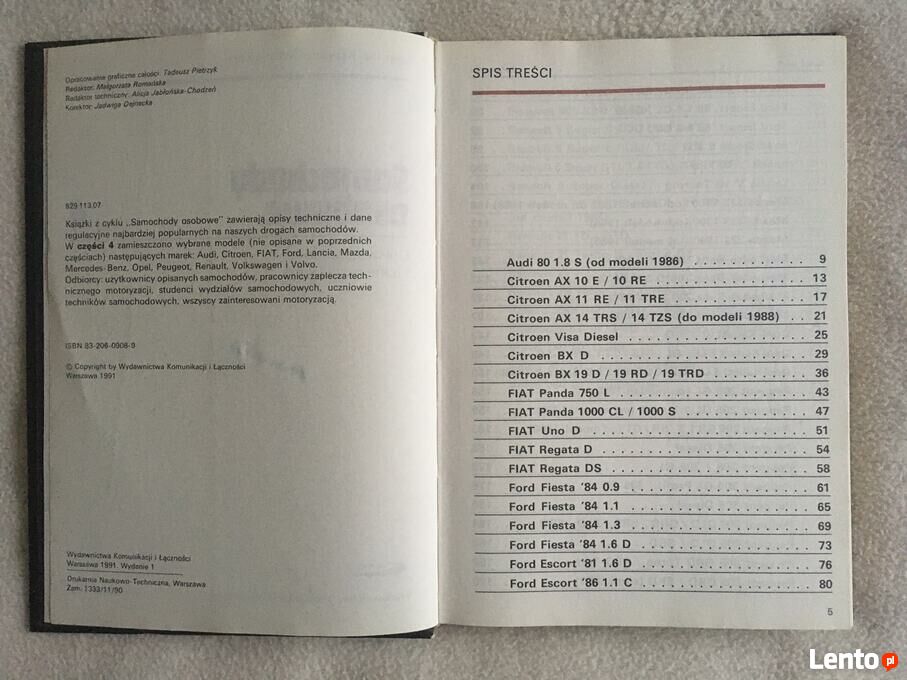 Opracowanie graficzne całości: Tadeusz Pietrzyk
Redaktor: Małgorzata Romańska
Redaktor techniczny: Alicja Jabłońska-Chodzeń
Korektor: Jadwiga Dejnecka
629.113.07
Książki z cyklu „Samochody osobowe” zawierają opisy techniczne i dane
regulacyjne najbardziej popularnych na naszych drogach samochodów.
W części 4 zamieszczono wybrane modele (nie opisane w poprzednich
częściach) następujących marek: Audi, Citroen, FIAT, Ford, Lancia, Mazda,
Mercedes-Benz, Opel, Peugeot, Renault, Volkswagen i Volvo.
Odbiorcy: użytkownicy opisanych samochodów, pracownicy zaplecza tech-
nicznego motoryzacji, studenci wydziałów samochodowych, uczniowie
techników samochodowych, wszyscy zainteresowani motoryzacją.
ISBN 83-206-0908-9
© Copyright by Wydawnictwa Komunikacji i Łączności
Warszawa 1991
Wydawnictwa Komunikacji i Łączności
Warszawa 1991. Wydanie 1
Drukarnia Naukowo-Techniczna, Warszawa
Zam. 1333/11/90
SPIS TREŚCI
Audi 80 1.8 S (od modeli 1986) . . . . . . . . . . . 9
Citroen AX 10 E / 10 RE . . . . . . . . . . . . . . . 13
Citroen AX 11 RE / 11 TRE . . . . . . . . . . . . . 17
Citroen AX 14 TRS / 14 TZS (do modeli 1988) . . 21
Citroen Visa Diesel . . . . . . . . . . . . . . . . . 25
Citroen BX D . . . . . . . . . . . . . . . . . . . . 29
Citroen BX 19 D / 19 RD / 19 TRD . . . . . . . . . 36
FIAT Panda 750 L . . . . . . . . . . . . . . . . . . 43
FIAT Panda 1000 CL / 1000 S . . . . . . . . . . . . 47
FIAT Uno D . . . . . . . . . . . . . . . . . . . . . 51
FIAT Regata D . . . . . . . . . . . . . . . . . . . 54
FIAT Regata DS . . . . . . . . . . . . . . . . . . . 58
Ford Fiesta '84 0.9 . . . . . . . . . . . . . . . . . 61
Ford Fiesta '84 1.1 . . . . . . . . . . . . . . . . . 65
Ford Fiesta '84 1.3 . . . . . . . . . . . . . . . . . 69
Ford Fiesta '84 1.6 D . . . . . . . . . . . . . . . . 73
Ford Escort '81 1.6 D . . . . . . . . . . . . . . . . 76
Ford Escort '86 1.1 C . . . . . . . . . . . . . . . . 80
5
Lento pl